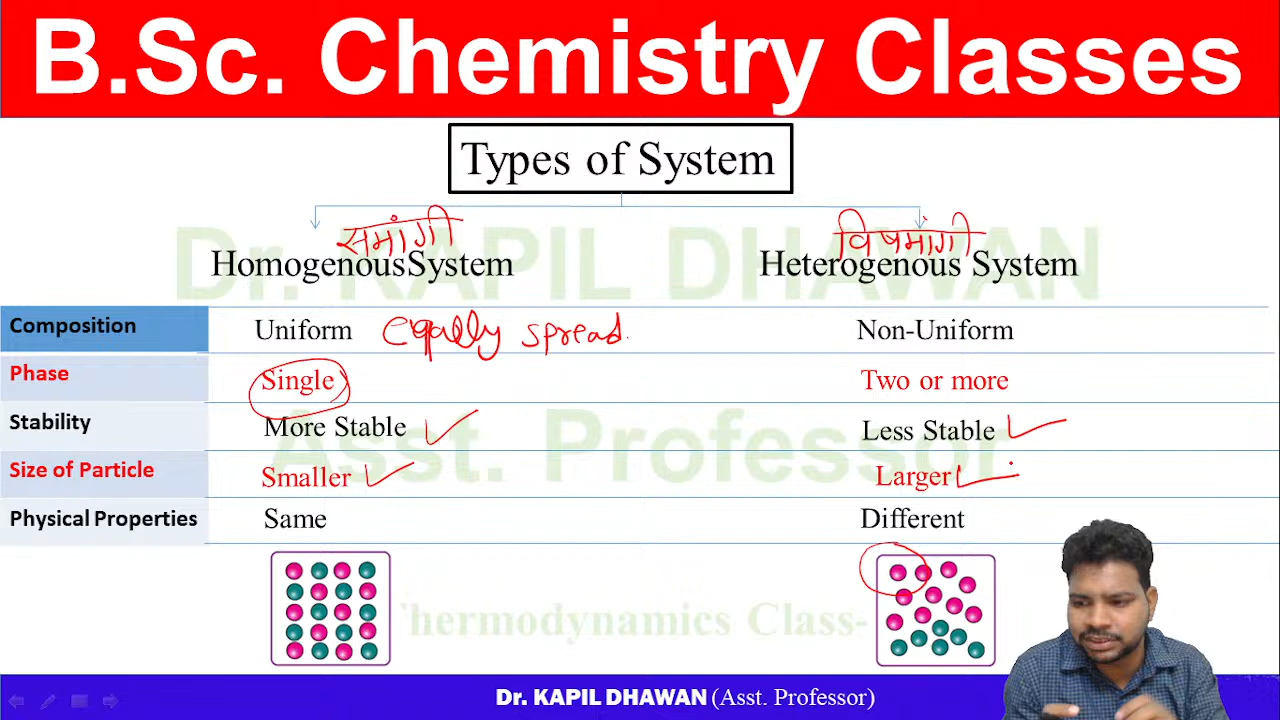 B.Sc. Chemistry Classes
Types of System
समांगी
विषमांगी
HomogenousSystem
Heterogenous System
Composition
Uniform
equally spread.
Non-Uniform
Phase
Single
Two or more
Stability
More Stable
Less Stable
Size of Particle
Smaller
Larger
Physical Properties
Same
Different
Dr. KAPIL DHAWAN
Asst. Professor
Thermodynamics Class-
Dr. KAPIL DHAWAN (Asst. Professor)